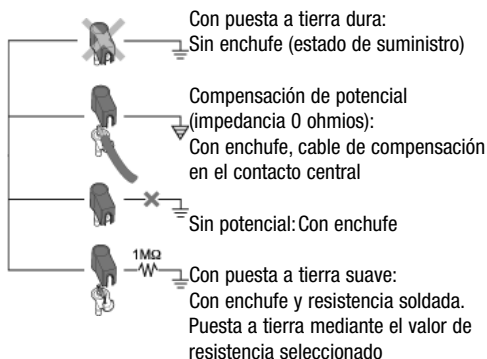 Con puesta a tierra dura:
Sin enchufe (estado de suministro)
Compensación de potencial
(impedancia 0 ohmios):
Con enchufe, cable de compensación
en el contacto central
Sin potencial: Con enchufe
1MΩ
Con puesta a tierra suave:
Con enchufe y resistencia soldada.
Puesta a tierra mediante el valor de
resistencia seleccionado